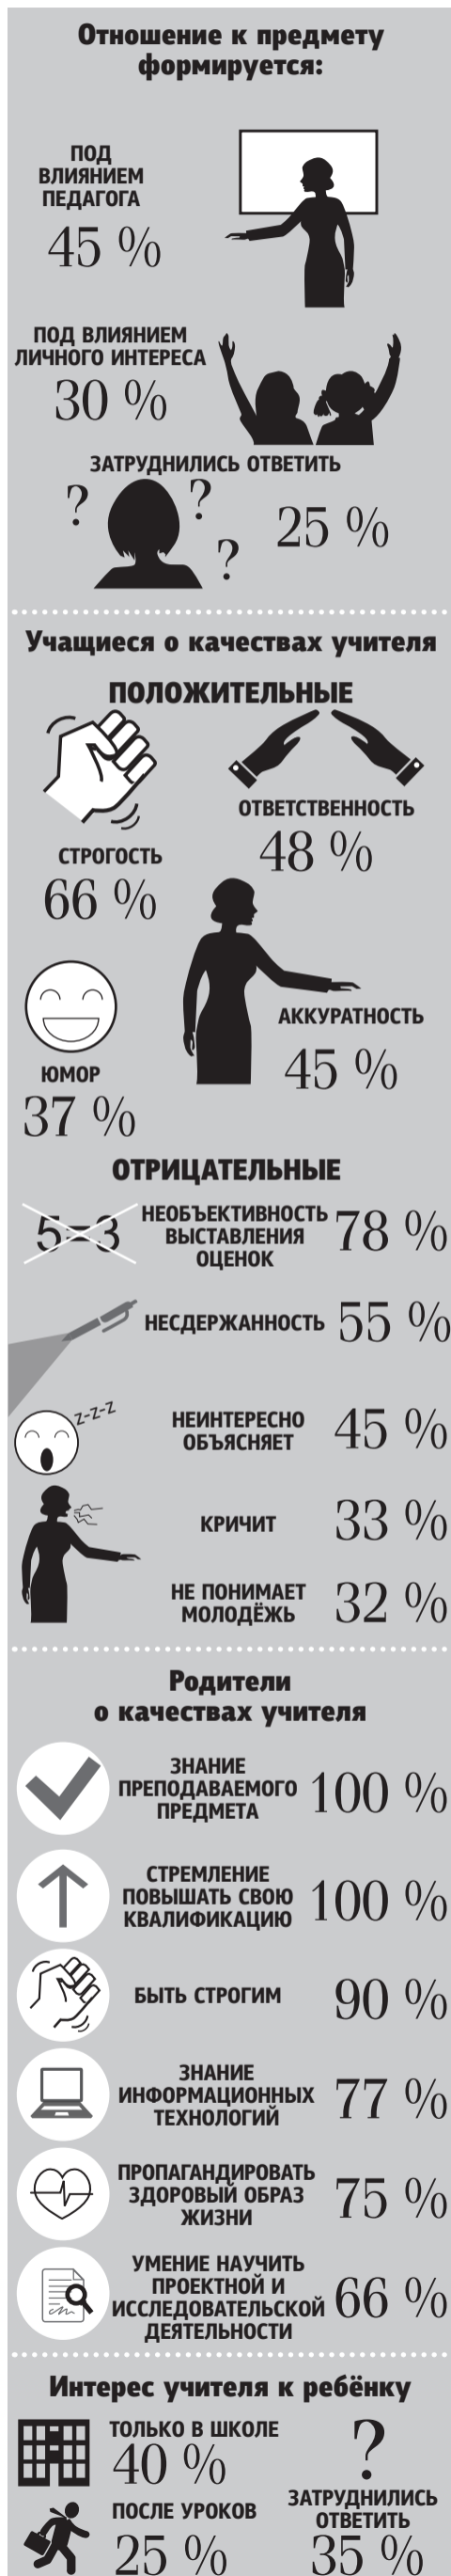 Отношение к предмету
формируется:
ПОД
ВЛИЯНИЕМ
ПЕДАГОГА
45 %
ПОД ВЛИЯНИЕМ
ЛИЧНОГО ИНТЕРЕСА
30 %
ЗАТРУДНИЛИСЬ ОТВЕТИТЬ
? ? ?
25 %
Учащиеся о качествах учителя
ПОЛОЖИТЕЛЬНЫЕ
СТРОГОСТЬ
66 %
ОТВЕТСТВЕННОСТЬ
48 %
ЮМОР
37 %
АККУРАТНОСТЬ
45 %
ОТРИЦАТЕЛЬНЫЕ
5=3
НЕОБЪЕКТИВНОСТЬ
ВЫСТАВЛЕНИЯ
ОЦЕНОК
78 %
НЕСДЕРЖАННОСТЬ 55 %
z-z-z
НЕИНТЕРЕСНО
ОБЪЯСНЯЕТ
45 %
КРИЧИТ 33 %
НЕ ПОНИМАЕТ
МОЛОДЁЖЬ
32 %
Родители
о качествах учителя
ЗНАНИЕ
ПРЕПОДАВАЕМОГО
ПРЕДМЕТА
100 %
СТРЕМЛЕНИЕ
ПОВЫШАТЬ СВОЮ
КВАЛИФИКАЦИЮ
100 %
БЫТЬ СТРОГИМ 90 %
ЗНАНИЕ
ИНФОРМАЦИОННЫХ
ТЕХНОЛОГИЙ
77 %
ПРОПАГАНДИРОВАТЬ
ЗДОРОВЫЙ ОБРАЗ
ЖИЗНИ
75 %
УМЕНИЕ НАУЧИТЬ
ПРОЕКТНОЙ И
ИССЛЕДОВАТЕЛЬСКОЙ
ДЕЯТЕЛЬНОСТИ
66 %
Интерес учителя к ребёнку
ТОЛЬКО В ШКОЛЕ
40 %
ПОСЛЕ УРОКОВ
25 %
?
ЗАТРУДНИЛИСЬ
ОТВЕТИТЬ
35 %